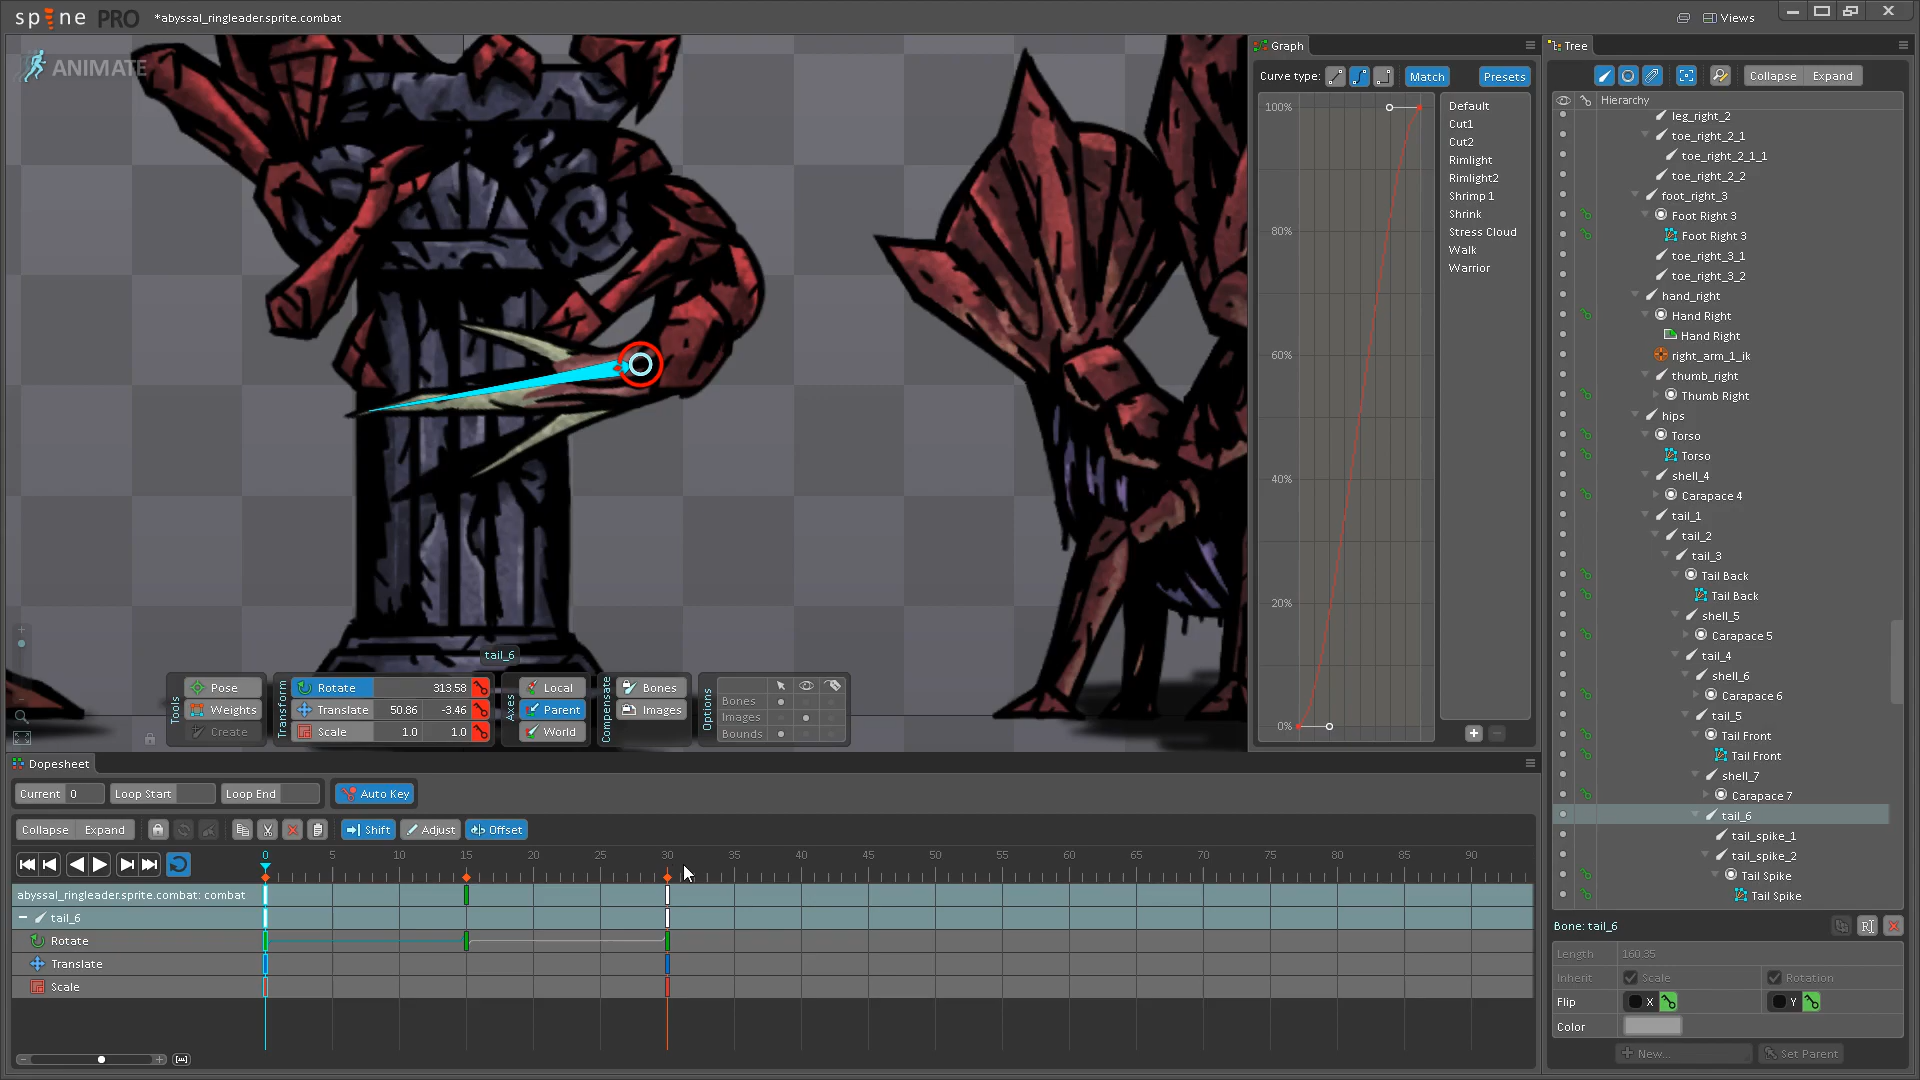 spine PRO *abyssal_ringleader.sprite.combat Views
ANIMATE
Graph
Curve type: Match Presets
100%
80%
60%
40%
20%
0%
Default
Cut1
Cut2
Rimlight
Rimlight2
Shrimp 1
Shrink
Stress Cloud
Walk
Warrior
Tree
Collapse Expand
Hierarchy
leg_right_2
toe_right_2_1
toe_right_2_1_1
toe_right_2_2
foot_right_3
Foot Right 3
Foot Right 3
toe_right_3_1
toe_right_3_2
hand_right
Hand Right
Hand Right
right_arm_1_ik
thumb_right
Thumb Right
hips
Torso
Torso
shell_4
Carapace 4
tail_1
tail_2
tail_3
Tail Back
Tail Back
shell_5
Carapace 5
tail_4
shell_6
Carapace 6
tail_5
Tail Front
Tail Front
shell_7
Carapace 7
tail_6
tail_spike_1
tail_spike_2
Tail Spike
Tail Spike
Bone: tail_6
Length 160.35
Inherit Scale Rotation
Flip X Y
Color
New... Set Parent
tail_6
Tools
Pose
Weights
Create
Transform
Rotate 313.58
Translate 50.86 -3.46
Scale 1.0 1.0
Axes
Local
Parent
World
Compensate
Bones
Images
Options
Bones
Images
Bounds
Dopesheet
Current 0 Loop Start Loop End Auto Key
Collapse Expand Shift Adjust Offset
0 5 10 15 20 25 30 35 40 45 50 55 60 65 70 75 80 85 90
abyssal_ringleader.sprite.combat: combat
tail_6
Rotate
Translate
Scale